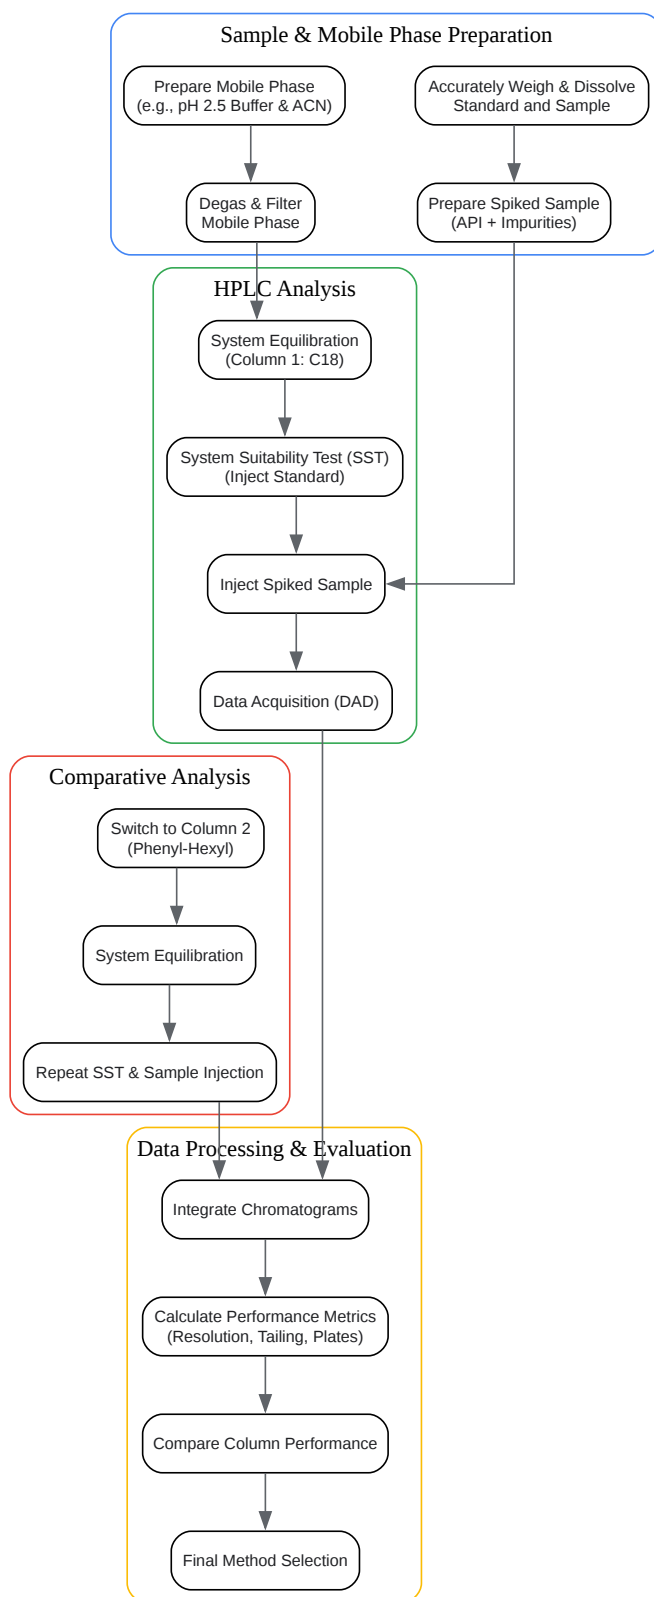 Sample & Mobile Phase Preparation
Prepare Mobile Phase
(e.g., pH 2.5 Buffer & ACN)
Accurately Weigh & Dissolve
Standard and Sample
Degas & Filter
Mobile Phase
Prepare Spiked Sample
(API + Impurities)
HPLC Analysis
System Equilibration
(Column 1: C18)
System Suitability Test (SST)
(Inject Standard)
Inject Spiked Sample
Data Acquisition (DAD)
Comparative Analysis
Switch to Column 2
(Phenyl-Hexyl)
System Equilibration
Repeat SST & Sample Injection
Data Processing & Evaluation
Integrate Chromatograms
Calculate Performance Metrics
(Resolution, Tailing, Plates)
Compare Column Performance
Final Method Selection